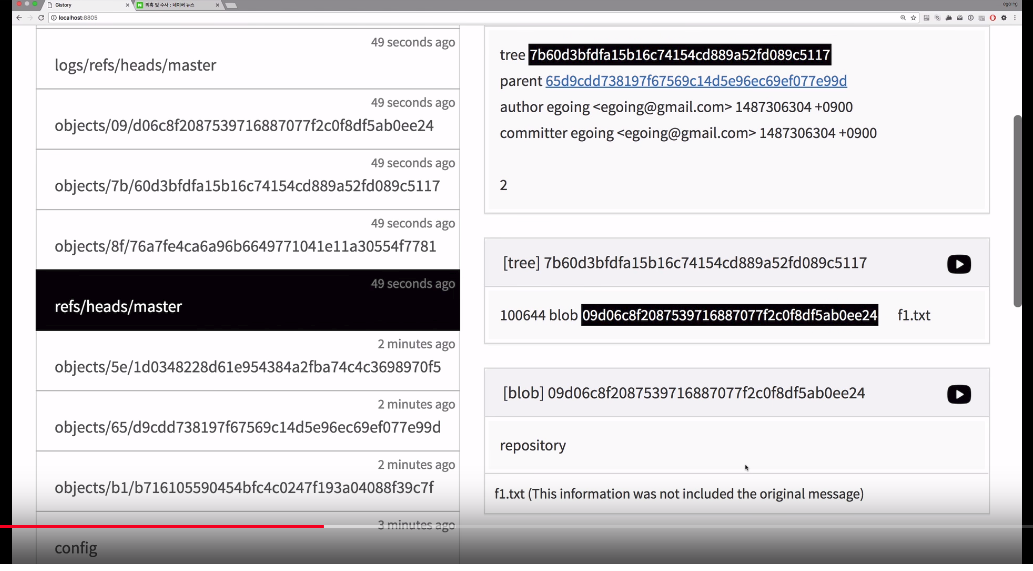 Gistory
localhost:8805
49 seconds ago
logs/refs/heads/master
49 seconds ago
objects/09/d06c8f2087539716887077f2c0f8df5ab0ee24
49 seconds ago
objects/7b/60d3bfdfa15b16c74154cd889a52fd089c5117
49 seconds ago
objects/8f/76a7fe4ca6a96b6649771041e11a30554f7781
49 seconds ago
refs/heads/master
2 minutes ago
objects/5e/1d0348228d61e954384a2fba74c4c3698970f5
2 minutes ago
objects/65/d9cdd738197f67569c14d5e96ec69ef077e99d
2 minutes ago
objects/b1/b716105590454bfc4c0247f193a04088f39c7f
3 minutes ago
config
tree 7b60d3bfdfa15b16c74154cd889a52fd089c5117
parent 65d9cdd738197f67569c14d5e96ec69ef077e99d
author egoing <egoing@gmail.com> 1487306304 +0900
committer egoing <egoing@gmail.com> 1487306304 +0900
2
[tree] 7b60d3bfdfa15b16c74154cd889a52fd089c5117
100644 blob 09d06c8f2087539716887077f2c0f8df5ab0ee24 f1.txt
[blob] 09d06c8f2087539716887077f2c0f8df5ab0ee24
repository
f1.txt (This information was not included the original message)